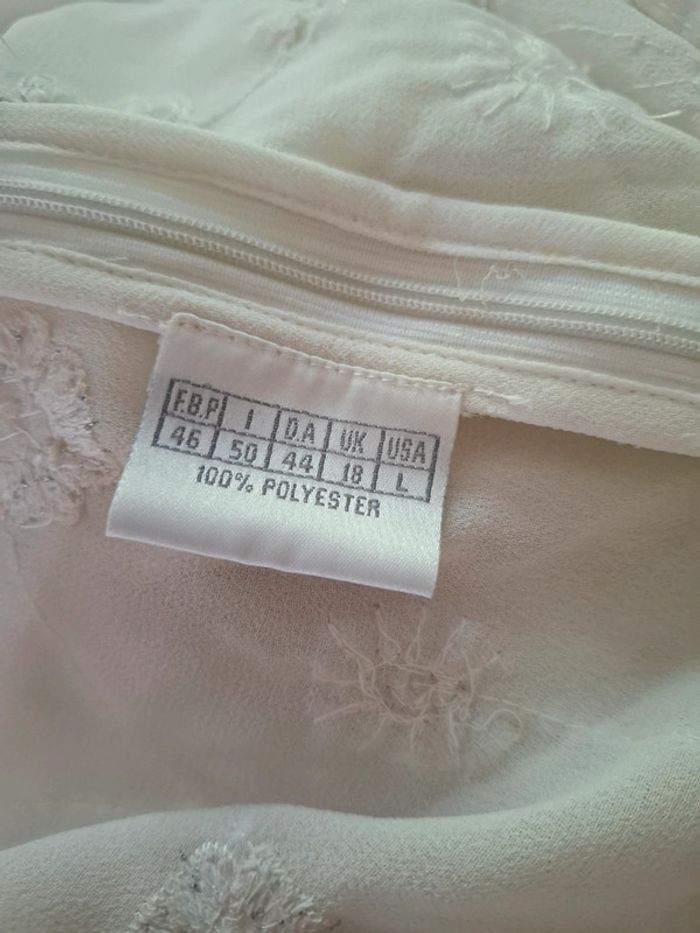 F.B.P I D.A UK USA
46 50 44 18 L
100% POLYESTER